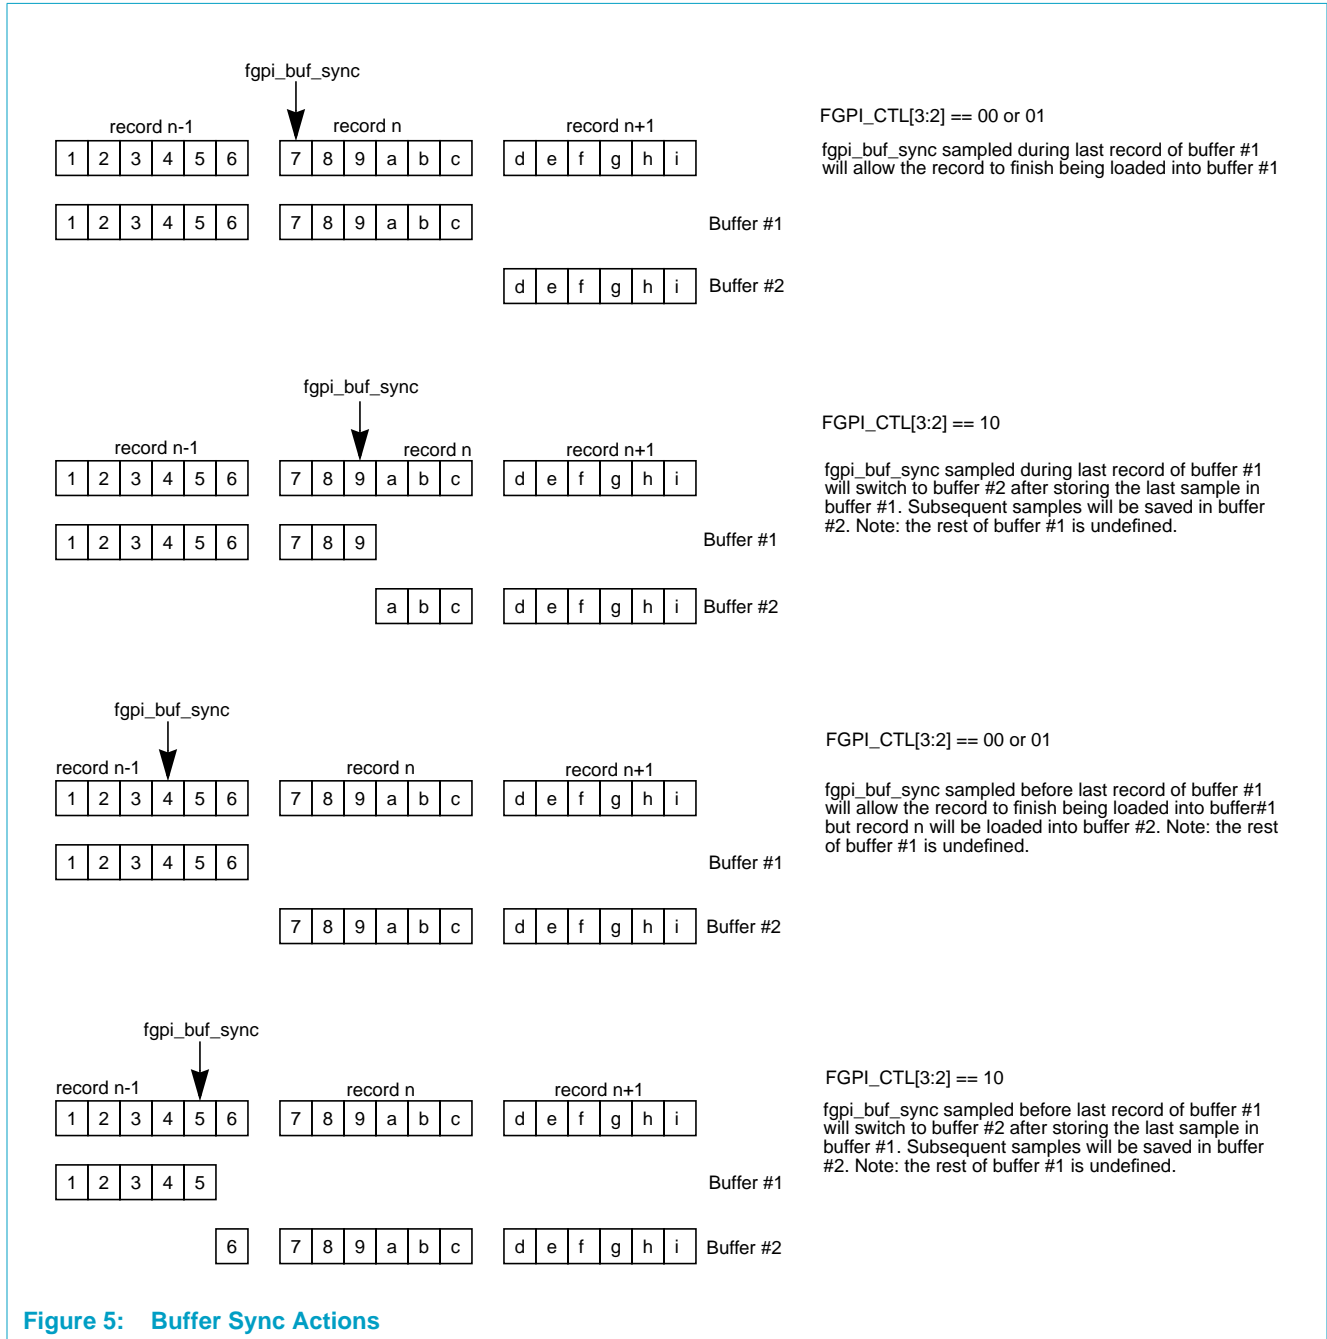 fgpi_buf_sync
record n-1 record n record n+1
1 2 3 4 5 6 7 8 9 a b c d e f g h i
1 2 3 4 5 6 7 8 9 a b c Buffer #1
d e f g h i Buffer #2
FGPI_CTL[3:2] == 00 or 01
fgpi_buf_sync sampled during last record of buffer #1
will allow the record to finish being loaded into buffer #1
fgpi_buf_sync
record n-1 record n record n+1
1 2 3 4 5 6 7 8 9 a b c d e f g h i
1 2 3 4 5 6 7 8 9 Buffer #1
a b c d e f g h i Buffer #2
FGPI_CTL[3:2] == 10
fgpi_buf_sync sampled during last record of buffer #1
will switch to buffer #2 after storing the last sample in
buffer #1. Subsequent samples will be saved in buffer
#2. Note: the rest of buffer #1 is undefined.
fgpi_buf_sync
record n-1 record n record n+1
1 2 3 4 5 6 7 8 9 a b c d e f g h i
1 2 3 4 5 6 Buffer #1
7 8 9 a b c d e f g h i Buffer #2
FGPI_CTL[3:2] == 00 or 01
fgpi_buf_sync sampled before last record of buffer #1
will allow the record to finish being loaded into buffer#1
but record n will be loaded into buffer #2. Note: the rest
of buffer #1 is undefined.
fgpi_buf_sync
record n-1 record n record n+1
1 2 3 4 5 6 7 8 9 a b c d e f g h i
1 2 3 4 5 Buffer #1
6 7 8 9 a b c d e f g h i Buffer #2
FGPI_CTL[3:2] == 10
fgpi_buf_sync sampled before last record of buffer #1
will switch to buffer #2 after storing the last sample in
buffer #1. Subsequent samples will be saved in buffer
#2. Note: the rest of buffer #1 is undefined.
Figure 5: Buffer Sync Actions